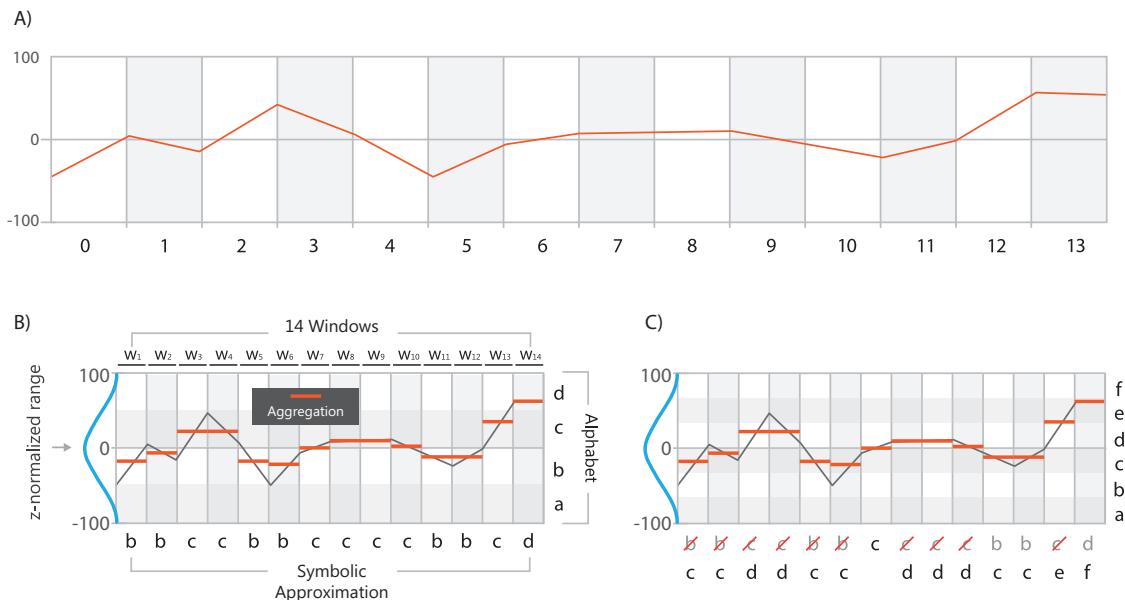 A)
100
0
-100
0 1 2 3 4 5 6 7 8 9 10 11 12 13
B)
14 Windows
W1 W2 W3 W4 W5 W6 W7 W8 W9 W10 W11 W12 W13 W14
z-normalized range
100
0
-100
Aggregation
d
c
b
a
Alphabet
b b c c b b c c c c b b c d
Symbolic
Approximation
C)
100
0
-100
f
e
d
c
b
a
b b c c b b c c c c b b c d
c c d d c c d d d c c e f